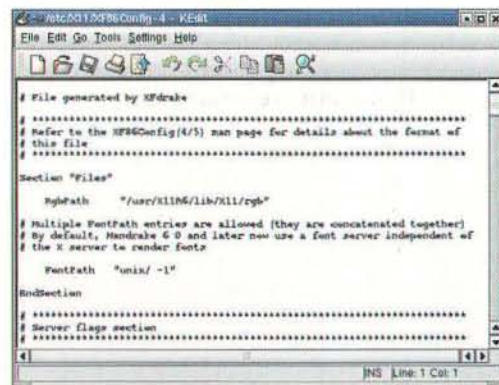 /etc/X11/XF86Config-4 - KEdit
File Edit Go Tools Settings Help
# File generated by XFdrake
# **********************************************************************
# Refer to the XF86Config(4/5) man page for details about the format of
# this file
# **********************************************************************
Section "Files"
RgbPath "/usr/X11R6/lib/X11/rgb"
# Multiple FontPath entries are allowed (they are concatenated together)
# By default, Mandrake 6 0 and later now use a font server independent of
# the X server to render fonts
FontPath "unix/ -1"
EndSection
# **********************************************************************
# Server flags section
# **********************************************************************
INS Line: 1 Col: 1